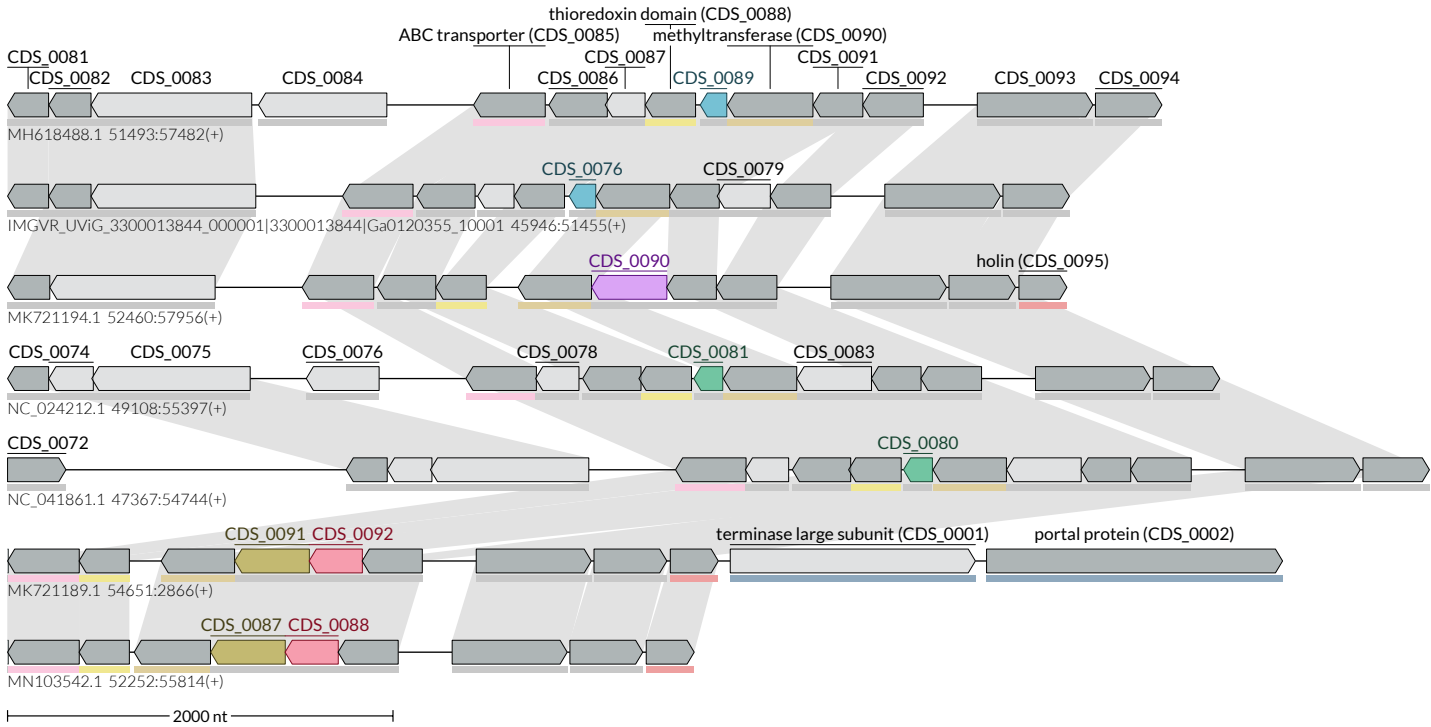 thioredoxin domain (CDS_0088)
ABC transporter (CDS_0085) methyltransferase (CDS_0090)
CDS_0081 CDS_0087 CDS_0091
CDS_0082 CDS_0083 CDS_0084 CDS_0086 CDS_0089 CDS_0092 CDS_0093 CDS_0094
MH618488.1 51493:57482(+)
CDS_0076 CDS_0079
IMGVR_UViG_3300013844_000001|3300013844|Ga0120355_10001 45946:51455(+)
CDS_0090 holin (CDS_0095)
MK721194.1 52460:57956(+)
CDS_0074 CDS_0075 CDS_0076 CDS_0078 CDS_0081 CDS_0083
NC_024212.1 49108:55397(+)
CDS_0072 CDS_0080
NC_041861.1 47367:54744(+)
CDS_0091 CDS_0092 terminase large subunit (CDS_0001) portal protein (CDS_0002)
MK721189.1 54651:2866(+)
CDS_0087 CDS_0088
MN103542.1 52252:55814(+)
2000 nt